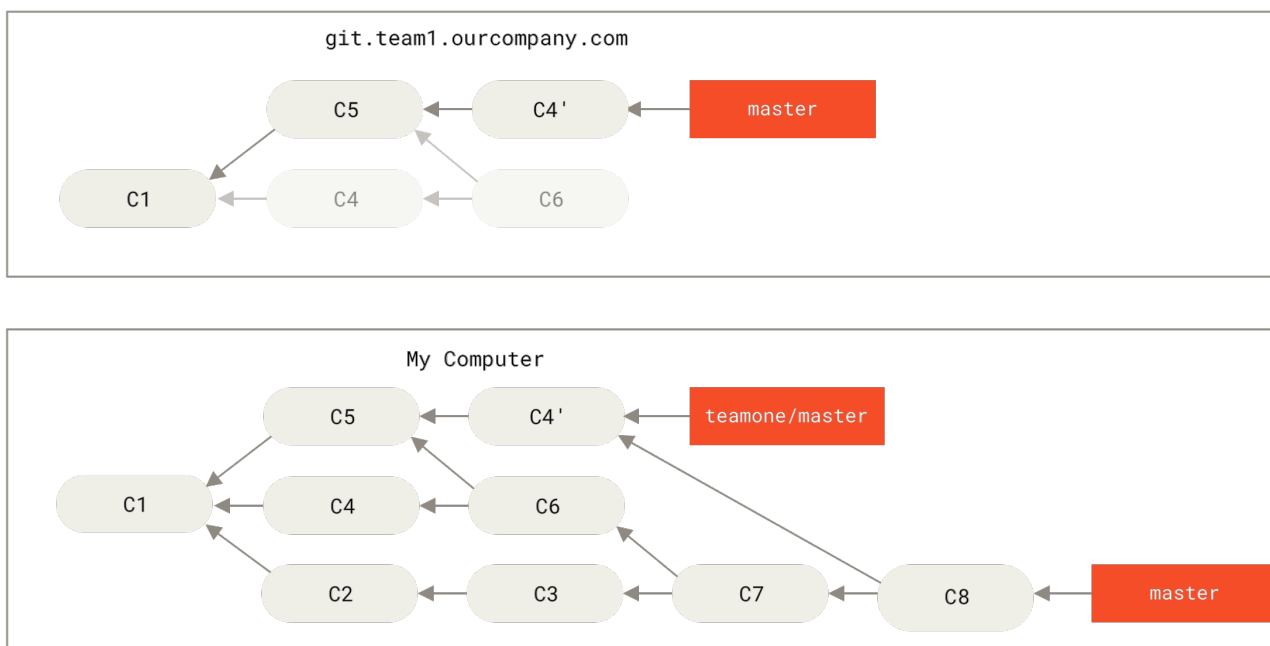 git.team1.ourcompany.com
C5
C4'
master
C1
C4
C6
My Computer
C5
C4'
teamone/master
C1
C4
C6
C2
C3
C7
C8
master